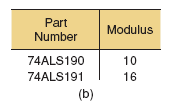 Part
Number Modulus
74ALS190 10
74ALS191 16
(b)